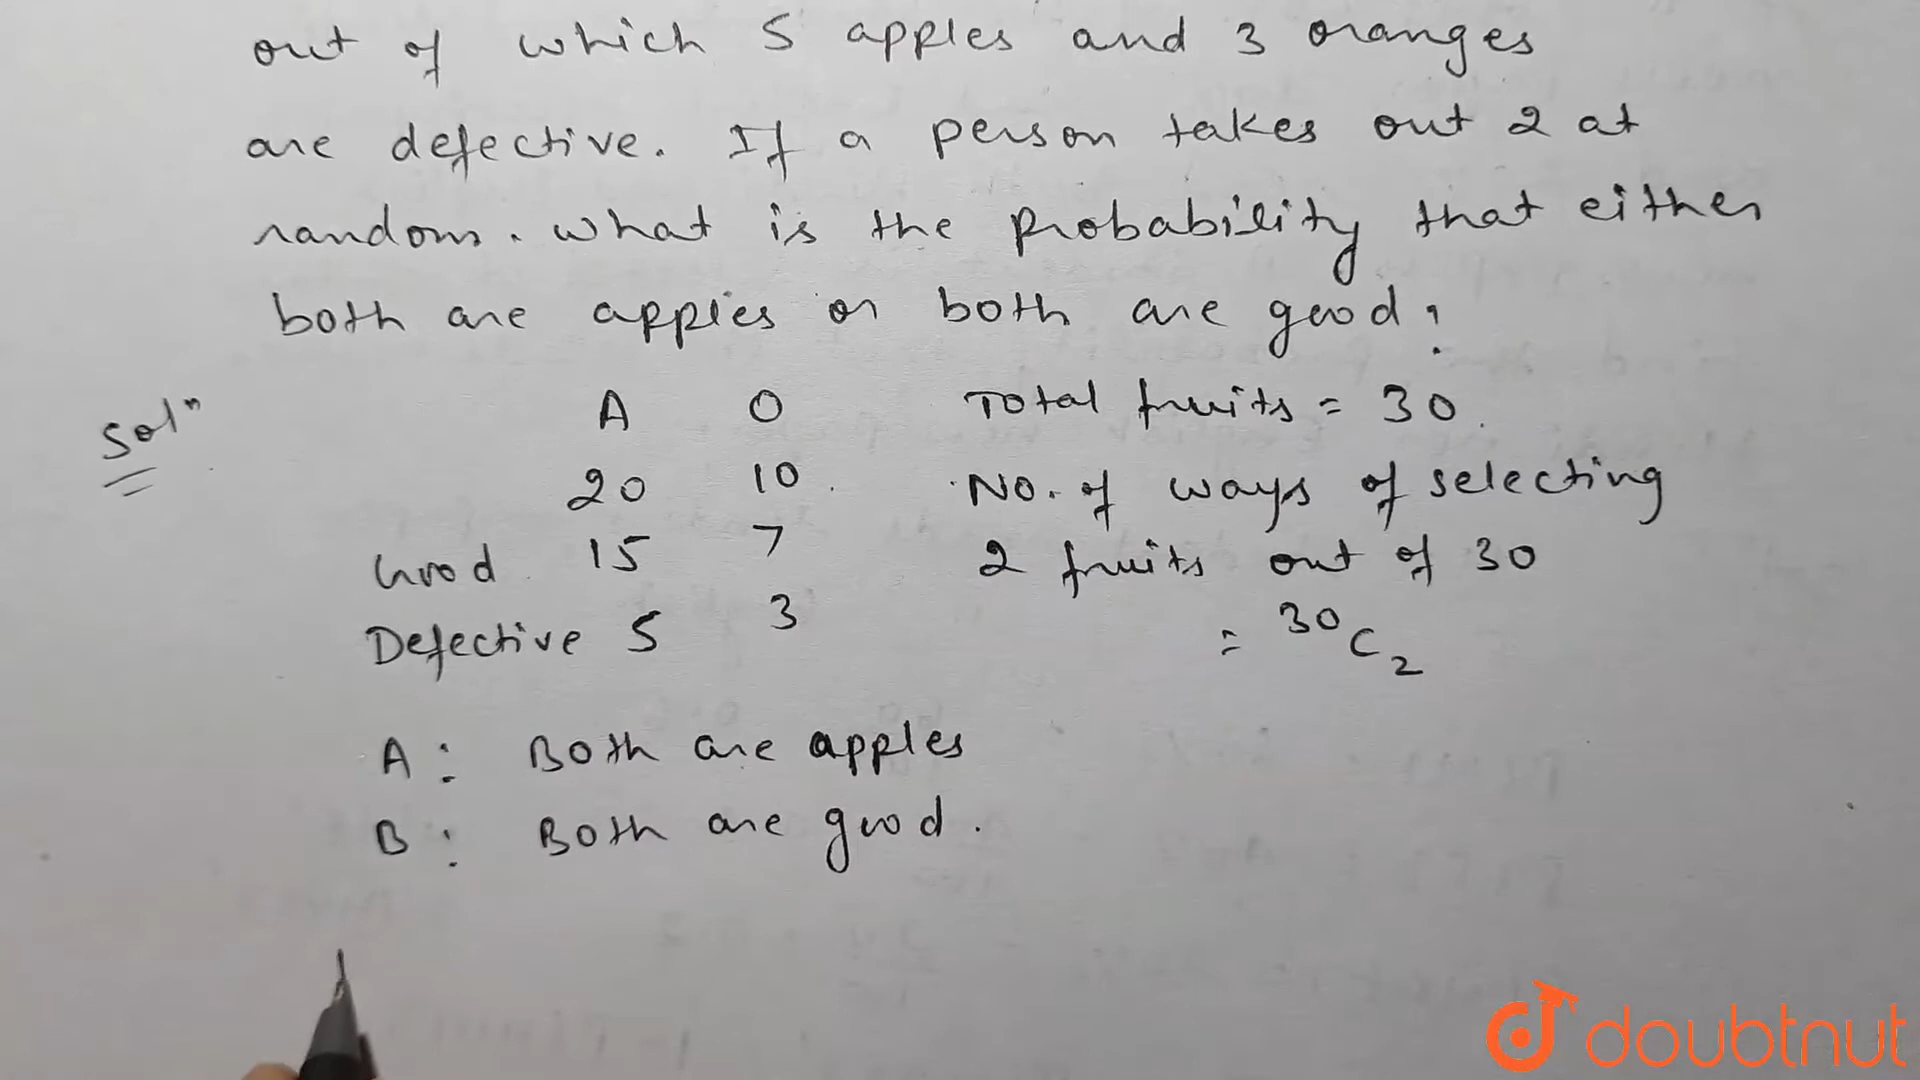 out of which 5 apples and 3 oranges
are defective. If a person takes out 2 at
random. what is the probability that either
both are apples or both are good?
Solⁿ
A O Total fruits = 30.
20 10. No. of ways of selecting
Good 15 7 2 fruits out of 30
Defective 5 3 = ³⁰C₂
A: Both are apples
B: Both are good.
doubtnut